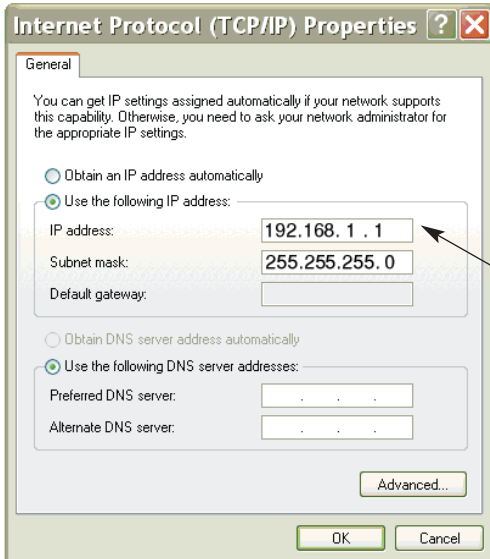 Internet Protocol (TCP/IP) Properties
General
You can get IP settings assigned automatically if your network supports
this capability. Otherwise, you need to ask your network administrator for
the appropriate IP settings.
Obtain an IP address automatically
Use the following IP address:
IP address: 192.168. 1 . 1
Subnet mask: 255.255.255. 0
Default gateway:
Obtain DNS server address automatically
Use the following DNS server addresses:
Preferred DNS server: . . .
Alternate DNS server: . . .
Advanced...
OK Cancel